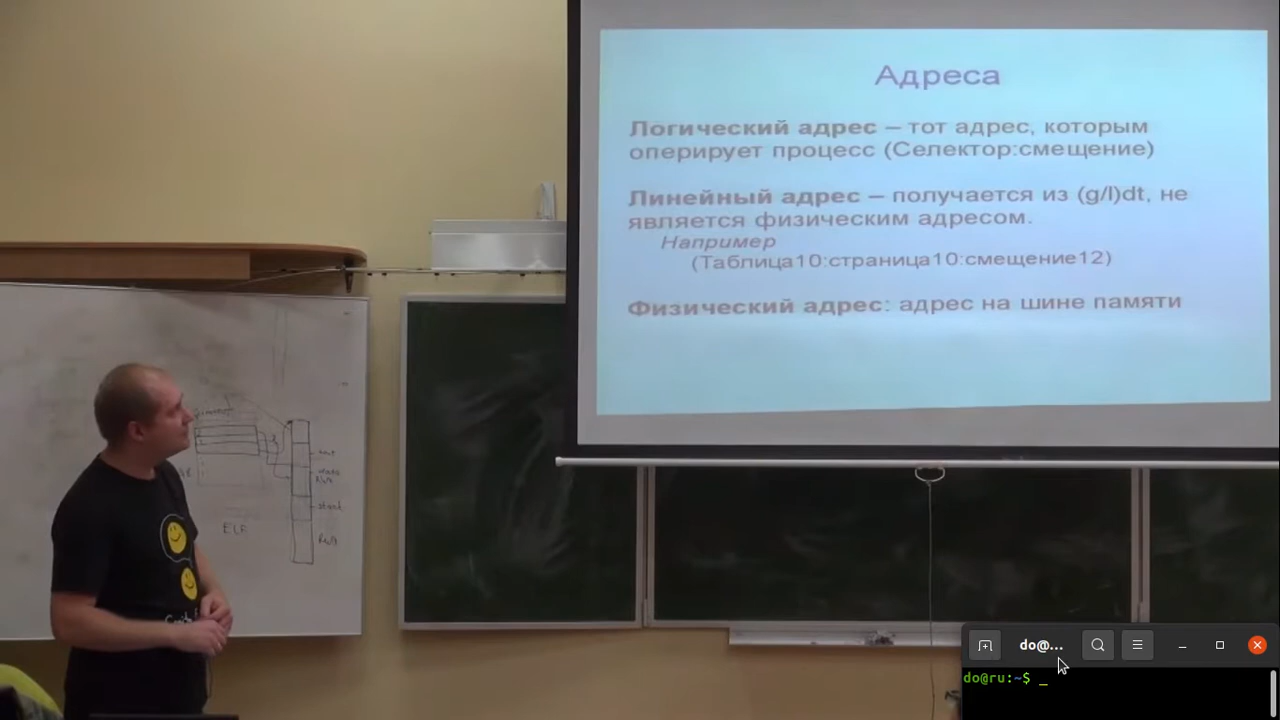 Адреса
Логический адрес – тот адрес, которым
оперирует процесс (Селектор:смещение)
Линейный адрес – получается из (g/l)dt, не
является физическим адресом.
Например
(Таблица10:страница10:смещение12)
Физический адрес: адрес на шине памяти
ELF
do@...
do@ru:~$ _